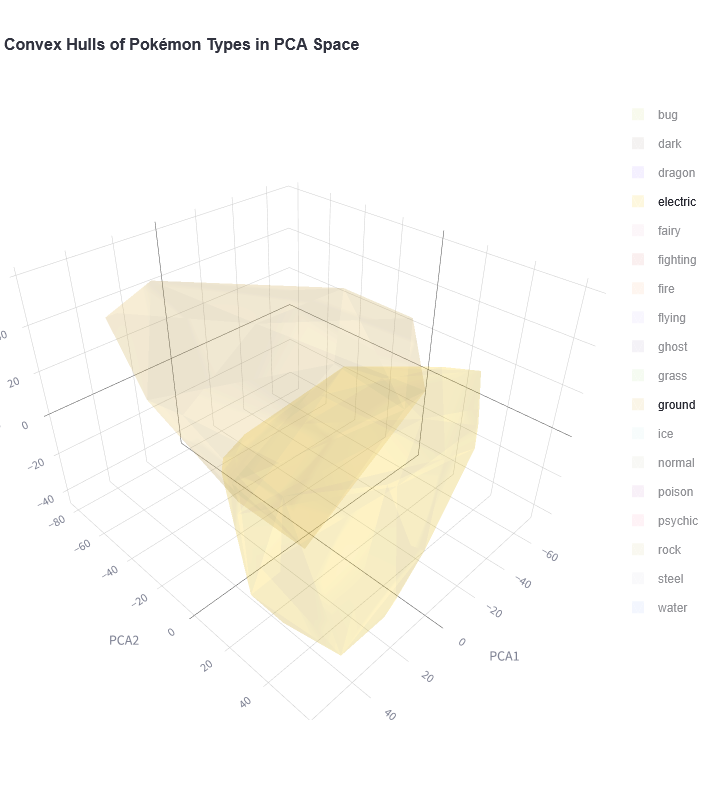 Convex Hulls of Pokémon Types in PCA Space
bug
dark
dragon
electric
fairy
fighting
fire
flying
ghost
grass
ground
ice
normal
poison
psychic
rock
steel
water
20
0
−20
−40
−80
−60
−40
−20
0
20
40
PCA2
−60
−40
−20
0
20
40
PCA1